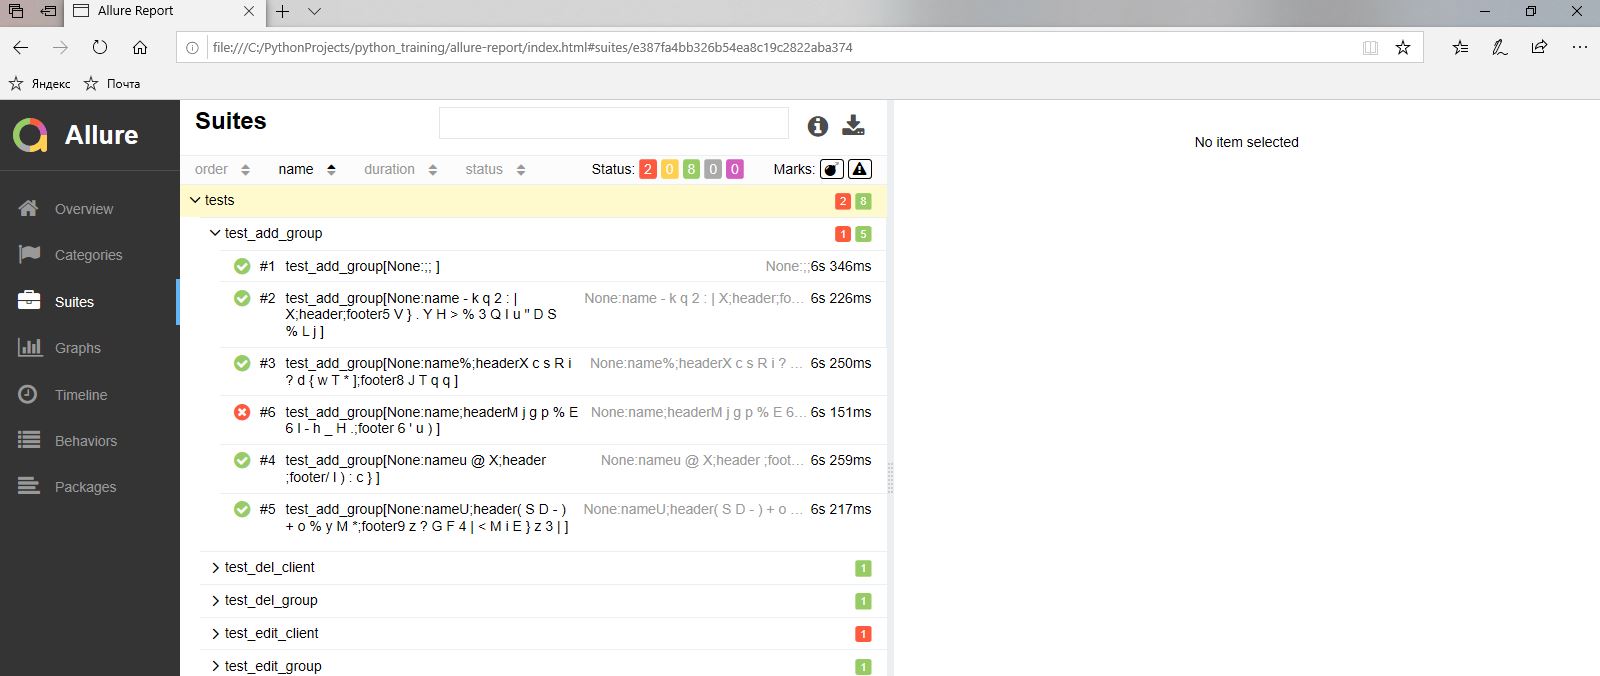 Allure Report
file:///C:/PythonProjects/python_training/allure-report/index.html#suites/e387fa4bb326b54ea8c19c2822aba374
Яндекс Почта
Allure
Overview
Categories
Suites
Graphs
Timeline
Behaviors
Packages
Suites
order name duration status Status: 2 0 8 0 0 Marks:
tests 2 8
test_add_group 1 5
#1 test_add_group[None:;; ] None:;; 6s 346ms
#2 test_add_group[None:name - k q 2 : | None:name - k q 2 : | X;header;fo... 6s 226ms
X;header;footer5 V } . Y H > % 3 Q I u " D S
% L j ]
#3 test_add_group[None:name%;headerX c s R i None:name%;headerX c s R i ? ... 6s 250ms
? d { w T * ];footer8 J T q q ]
#6 test_add_group[None:name;headerM j g p % E None:name;headerM j g p % E 6... 6s 151ms
6 I - h _ H .;footer 6 ' u ) ]
#4 test_add_group[None:nameu @ X;header None:nameu @ X;header ;foot... 6s 259ms
;footer/ I ) : c } ]
#5 test_add_group[None:nameU;header( S D - ) None:nameU;header( S D - ) + o ... 6s 217ms
+ o % y M *;footer9 z ? G F 4 | < M i E } z 3 | ]
test_del_client 1
test_del_group 1
test_edit_client 1
test_edit_group 1
No item selected